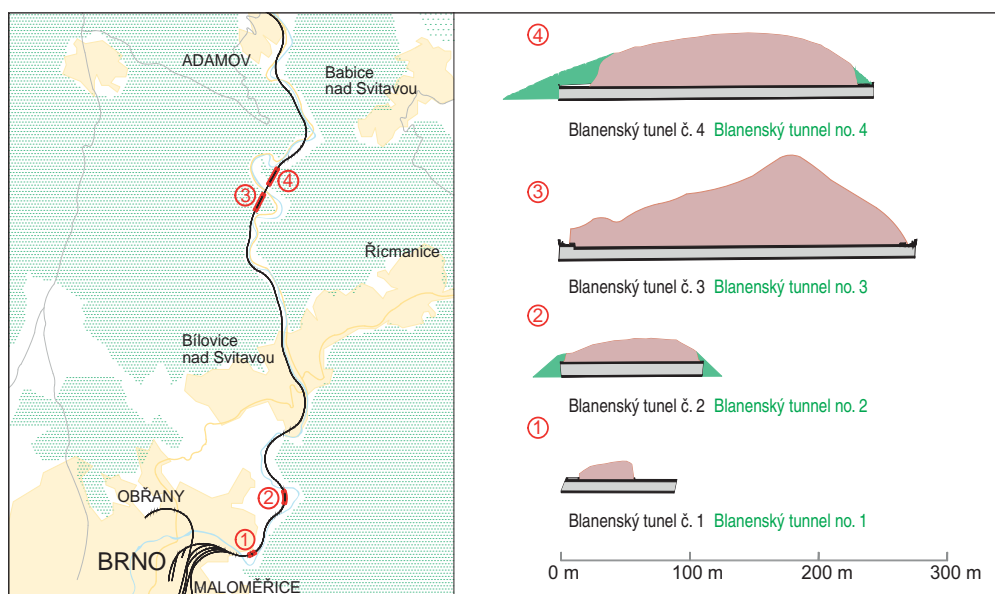 ADAMOV
Babice
nad Svitavou
4
3
Řícmanice
Bílovice
nad Svitavou
OBŘANY
2
1
BRNO
MALOMĚŘICE
4
Blanenský tunel č. 4 Blanenský tunnel no. 4
3
Blanenský tunel č. 3 Blanenský tunnel no. 3
2
Blanenský tunel č. 2 Blanenský tunnel no. 2
1
Blanenský tunel č. 1 Blanenský tunnel no. 1
0 m 100 m 200 m 300 m